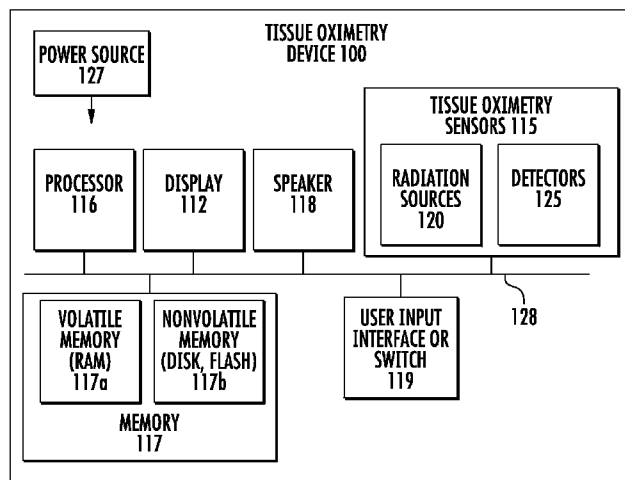 TISSUE OXIMETRY
DEVICE 100
POWER SOURCE
127
TISSUE OXIMETRY
SENSORS 115
PROCESSOR
116
DISPLAY
112
SPEAKER
118
RADIATION
SOURCES
120
DETECTORS
125
128
VOLATILE
MEMORY
(RAM)
117a
NONVOLATILE
MEMORY
(DISK, FLASH)
117b
MEMORY
117
USER INPUT
INTERFACE OR
SWITCH
119